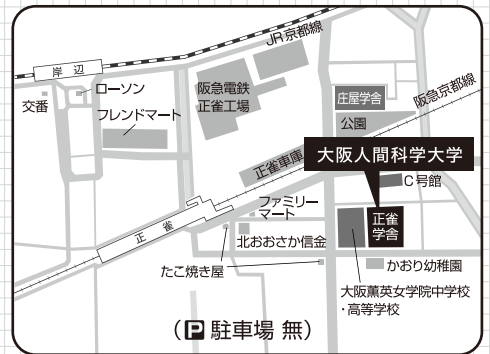 JR京都線
岸辺
ローソン
交番
フレンドマート
阪急電鉄
正雀工場
庄屋学舎
阪急京都線
公園
大阪人間科学大学
正雀車庫
C号館
正雀
学舎
ファミリー
マート
正雀
北おおさか信金
たこ焼き屋
かおり幼稚園
大阪薫英女学院中学校
・高等学校
(P 駐車場 無)